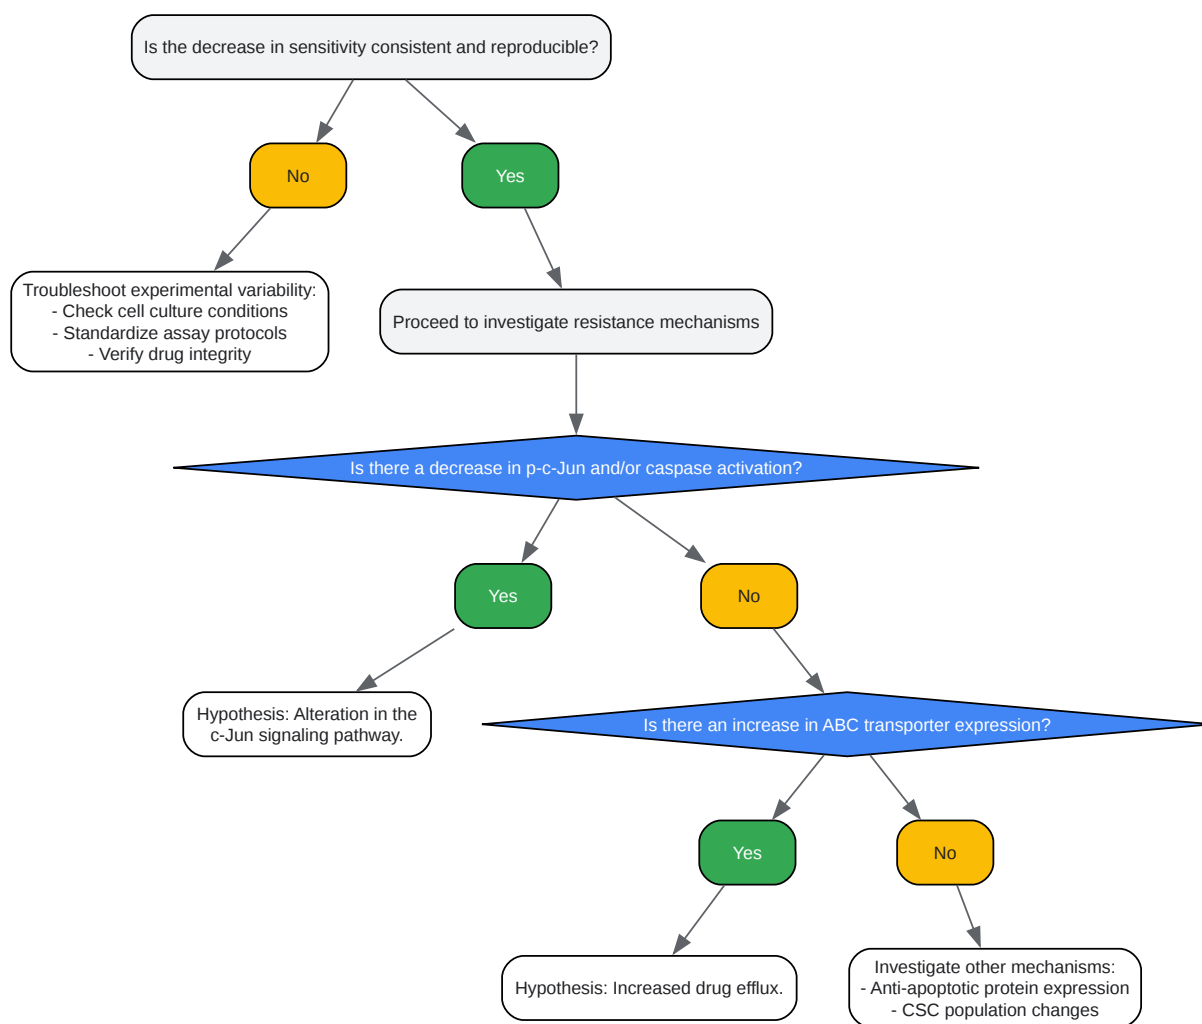 Is the decrease in sensitivity consistent and reproducible?
No
Yes
Troubleshoot experimental variability:
- Check cell culture conditions
- Standardize assay protocols
- Verify drug integrity
Proceed to investigate resistance mechanisms
Is there a decrease in p-c-Jun and/or caspase activation?
Yes
No
Hypothesis: Alteration in the
c-Jun signaling pathway.
Is there an increase in ABC transporter expression?
Yes
No
Hypothesis: Increased drug efflux.
Investigate other mechanisms:
- Anti-apoptotic protein expression
- CSC population changes